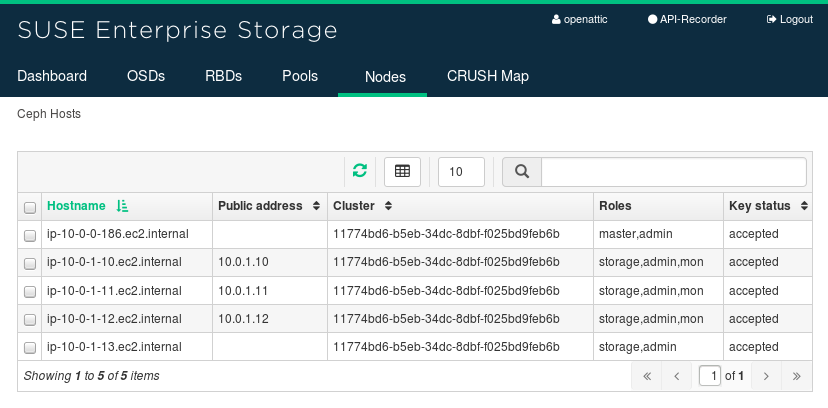 SUSE Enterprise Storage
openattic API-Recorder Logout
Dashboard OSDs RBDs Pools Nodes CRUSH Map
Ceph Hosts
10
Hostname Public address Cluster Roles Key status
ip-10-0-0-186.ec2.internal 11774bd6-b5eb-34dc-8dbf-f025bd9feb6b master,admin accepted
ip-10-0-1-10.ec2.internal 10.0.1.10 11774bd6-b5eb-34dc-8dbf-f025bd9feb6b storage,admin,mon accepted
ip-10-0-1-11.ec2.internal 10.0.1.11 11774bd6-b5eb-34dc-8dbf-f025bd9feb6b storage,admin,mon accepted
ip-10-0-1-12.ec2.internal 10.0.1.12 11774bd6-b5eb-34dc-8dbf-f025bd9feb6b storage,admin,mon accepted
ip-10-0-1-13.ec2.internal 11774bd6-b5eb-34dc-8dbf-f025bd9feb6b storage,admin accepted
Showing 1 to 5 of 5 items « ‹ 1 of 1 › »